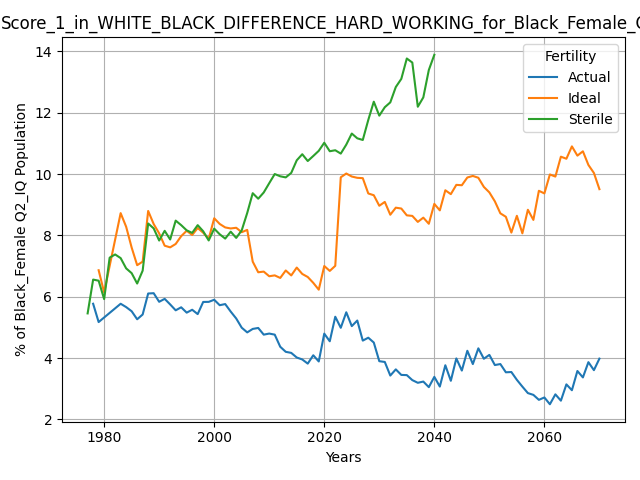 Score_1_in_WHITE_BLACK_DIFFERENCE_HARD_WORKING_for_Black_Female_
% of Black_Female Q2_IQ Population
14
12
10
8
6
4
2
Fertility
Actual
Ideal
Sterile
1980 2000 2020 2040 2060
Years